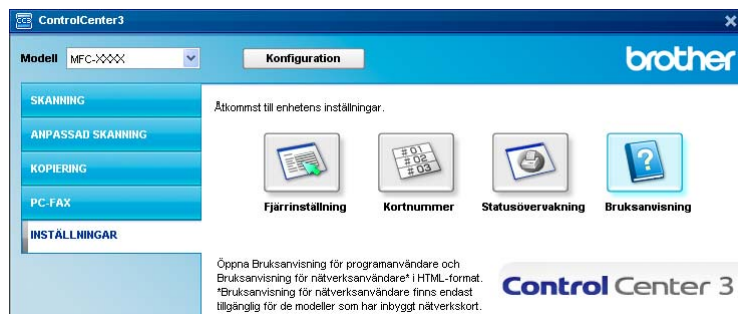 ControlCenter3
Modell MFC-XXXX Konfiguration brother
SKANNING
ANPASSAD SKANNING
KOPIERING
PC-FAX
INSTÄLLNINGAR
Åtkommst till enhetens inställningar.
#01
#02
#03
Fjärrinställning Kortnummer Statusövervakning Bruksanvisning
Öppna Bruksanvisning för programanvändare och
Bruksanvisning för nätverksanvändare* i HTML-format.
*Bruksanvisning för nätverksanvändare finns endast
tillgänglig för de modeller som har inbyggt nätverkskort.
Control Center 3